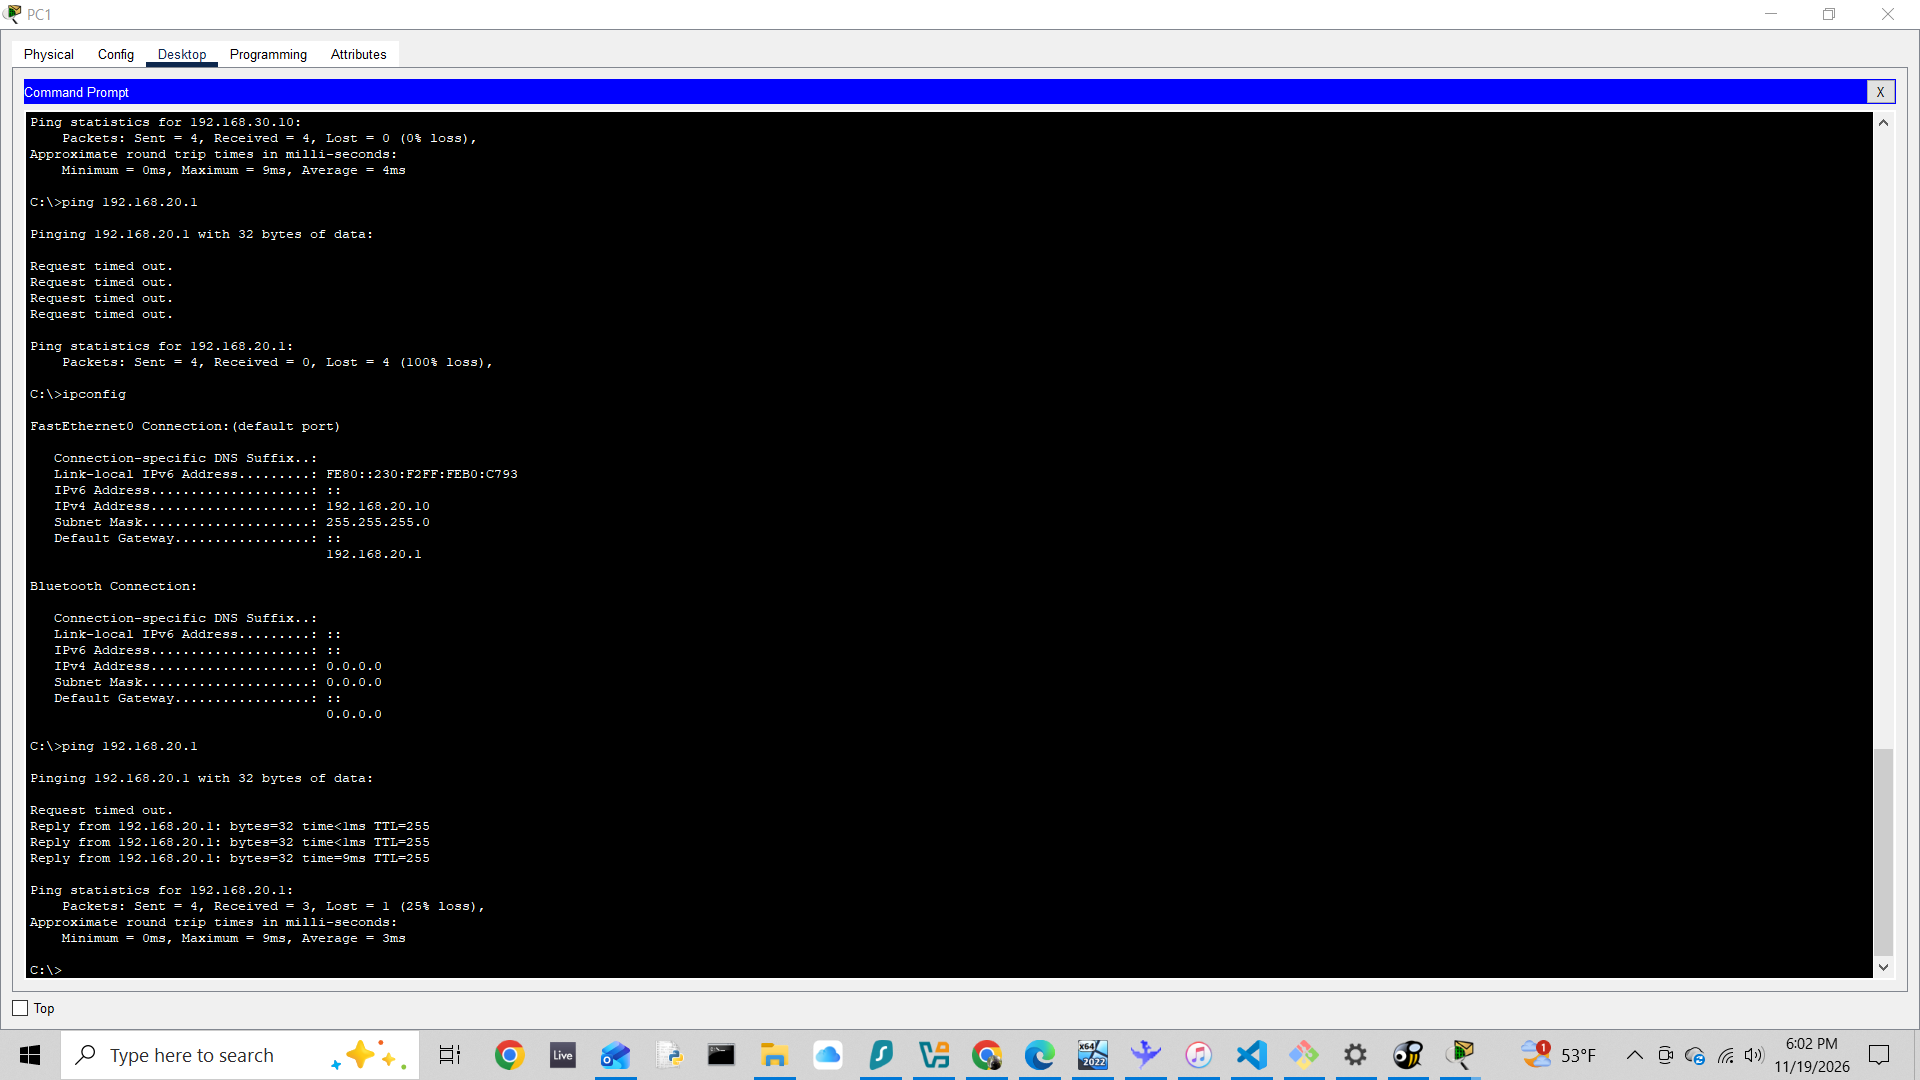 PC1
Physical Config Desktop Programming Attributes
Command Prompt X
Ping statistics for 192.168.30.10:
Packets: Sent = 4, Received = 4, Lost = 0 (0% loss),
Approximate round trip times in milli-seconds:
Minimum = 0ms, Maximum = 9ms, Average = 4ms
C:\>ping 192.168.20.1
Pinging 192.168.20.1 with 32 bytes of data:
Request timed out.
Request timed out.
Request timed out.
Request timed out.
Ping statistics for 192.168.20.1:
Packets: Sent = 4, Received = 0, Lost = 4 (100% loss),
C:\>ipconfig
FastEthernet0 Connection:(default port)
Connection-specific DNS Suffix..:
Link-local IPv6 Address.........: FE80::230:F2FF:FEB0:C793
IPv6 Address....................: ::
IPv4 Address....................: 192.168.20.10
Subnet Mask.....................: 255.255.255.0
Default Gateway.................: ::
192.168.20.1
Bluetooth Connection:
Connection-specific DNS Suffix..:
Link-local IPv6 Address.........: ::
IPv6 Address....................: ::
IPv4 Address....................: 0.0.0.0
Subnet Mask.....................: 0.0.0.0
Default Gateway.................: ::
0.0.0.0
C:\>ping 192.168.20.1
Pinging 192.168.20.1 with 32 bytes of data:
Request timed out.
Reply from 192.168.20.1: bytes=32 time<1ms TTL=255
Reply from 192.168.20.1: bytes=32 time<1ms TTL=255
Reply from 192.168.20.1: bytes=32 time=9ms TTL=255
Ping statistics for 192.168.20.1:
Packets: Sent = 4, Received = 3, Lost = 1 (25% loss),
Approximate round trip times in milli-seconds:
Minimum = 0ms, Maximum = 9ms, Average = 3ms
C:\>
Top
Type here to search
Live
x64
2022
1
53°F
6:02 PM
11/19/2026